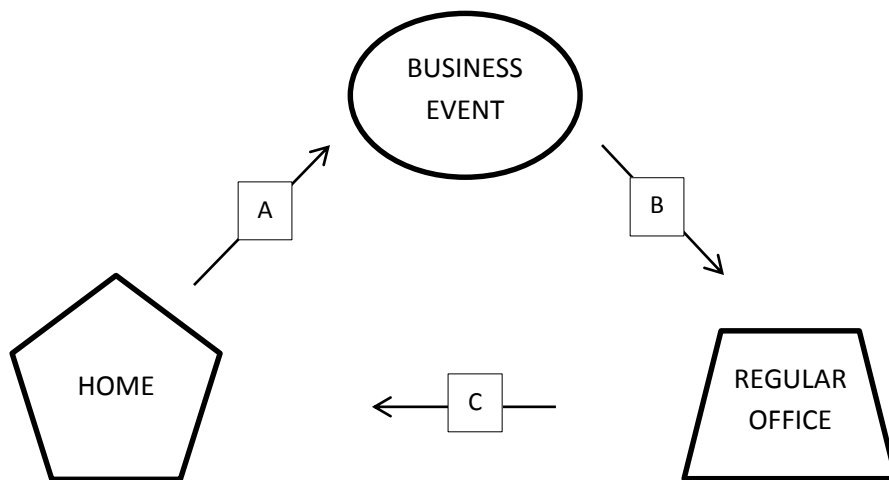 BUSINESS
EVENT
A
B
HOME
C
REGULAR
OFFICE